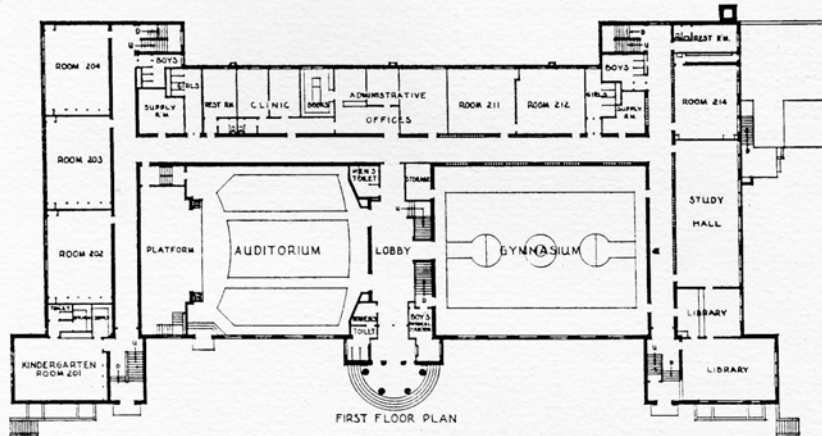 ROOM 204
D
U
BOYS
GIRLS
SUPPLY
RM.
REST RM.
CLINIC
BOOKS
ADMINISTRATIVE
OFFICES
ROOM 211
ROOM 212
D
U
BOYS
GIRLS
SUPPLY
RM.
REST R'M.
ROOM 214
ROOM 203
ROOM 202
PLATFORM
AUDITORIUM
MEN'S
TOILET
STORAGE
U
LOBBY
GYMNASIUM
STUDY
HALL
TOILET
WOMEN'S
TOILET
D
BOYS
LIBRARY
KINDERGARTEN
ROOM 201
U
D
U
D
LIBRARY
FIRST FLOOR PLAN